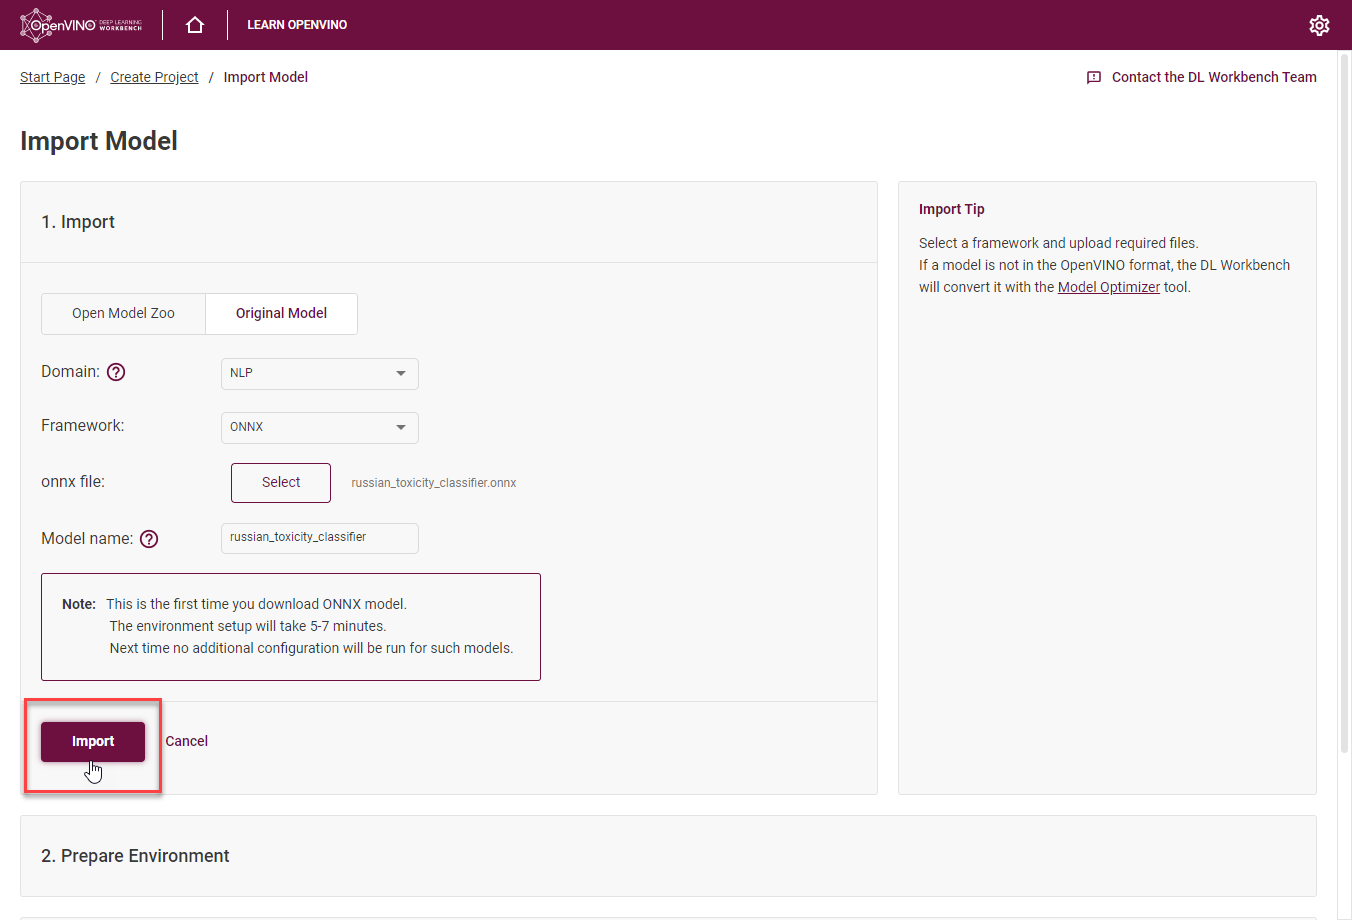 OpenVINO DEEP LEARNING WORKBENCH
LEARN OPENVINO
Start Page / Create Project / Import Model
Contact the DL Workbench Team
Import Model
1. Import
Open Model Zoo
Original Model
Domain: ?
NLP
Framework:
ONNX
onnx file:
Select
russian_toxicity_classifier.onnx
Model name: ?
russian_toxicity_classifier
Note: This is the first time you download ONNX model.
The environment setup will take 5-7 minutes.
Next time no additional configuration will be run for such models.
Import
Cancel
Import Tip
Select a framework and upload required files.
If a model is not in the OpenVINO format, the DL Workbench
will convert it with the Model Optimizer tool.
2. Prepare Environment